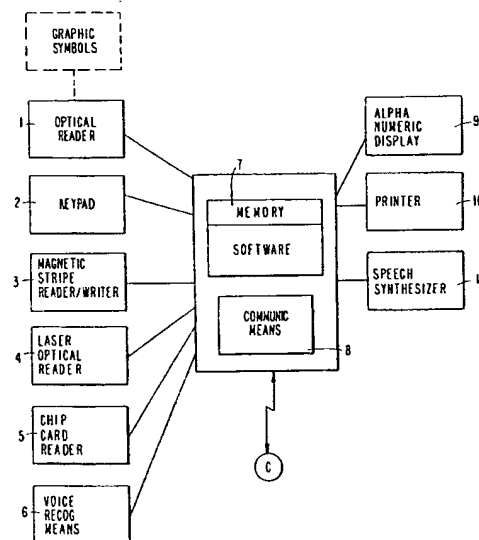 GRAPHIC
SYMBOLS
1
OPTICAL
READER
2
KEYPAD
3
MAGNETIC
STRIPE
READER/WRITER
4
LASER
OPTICAL
READER
5
CHIP
CARD
READER
6
VOICE
RECOG
MEANS
7
MEMORY
SOFTWARE
COMMUNIC
MEANS
8
C
ALPHA
NUMERIC
DISPLAY
9
PRINTER
SPEECH
SYNTHESIZER